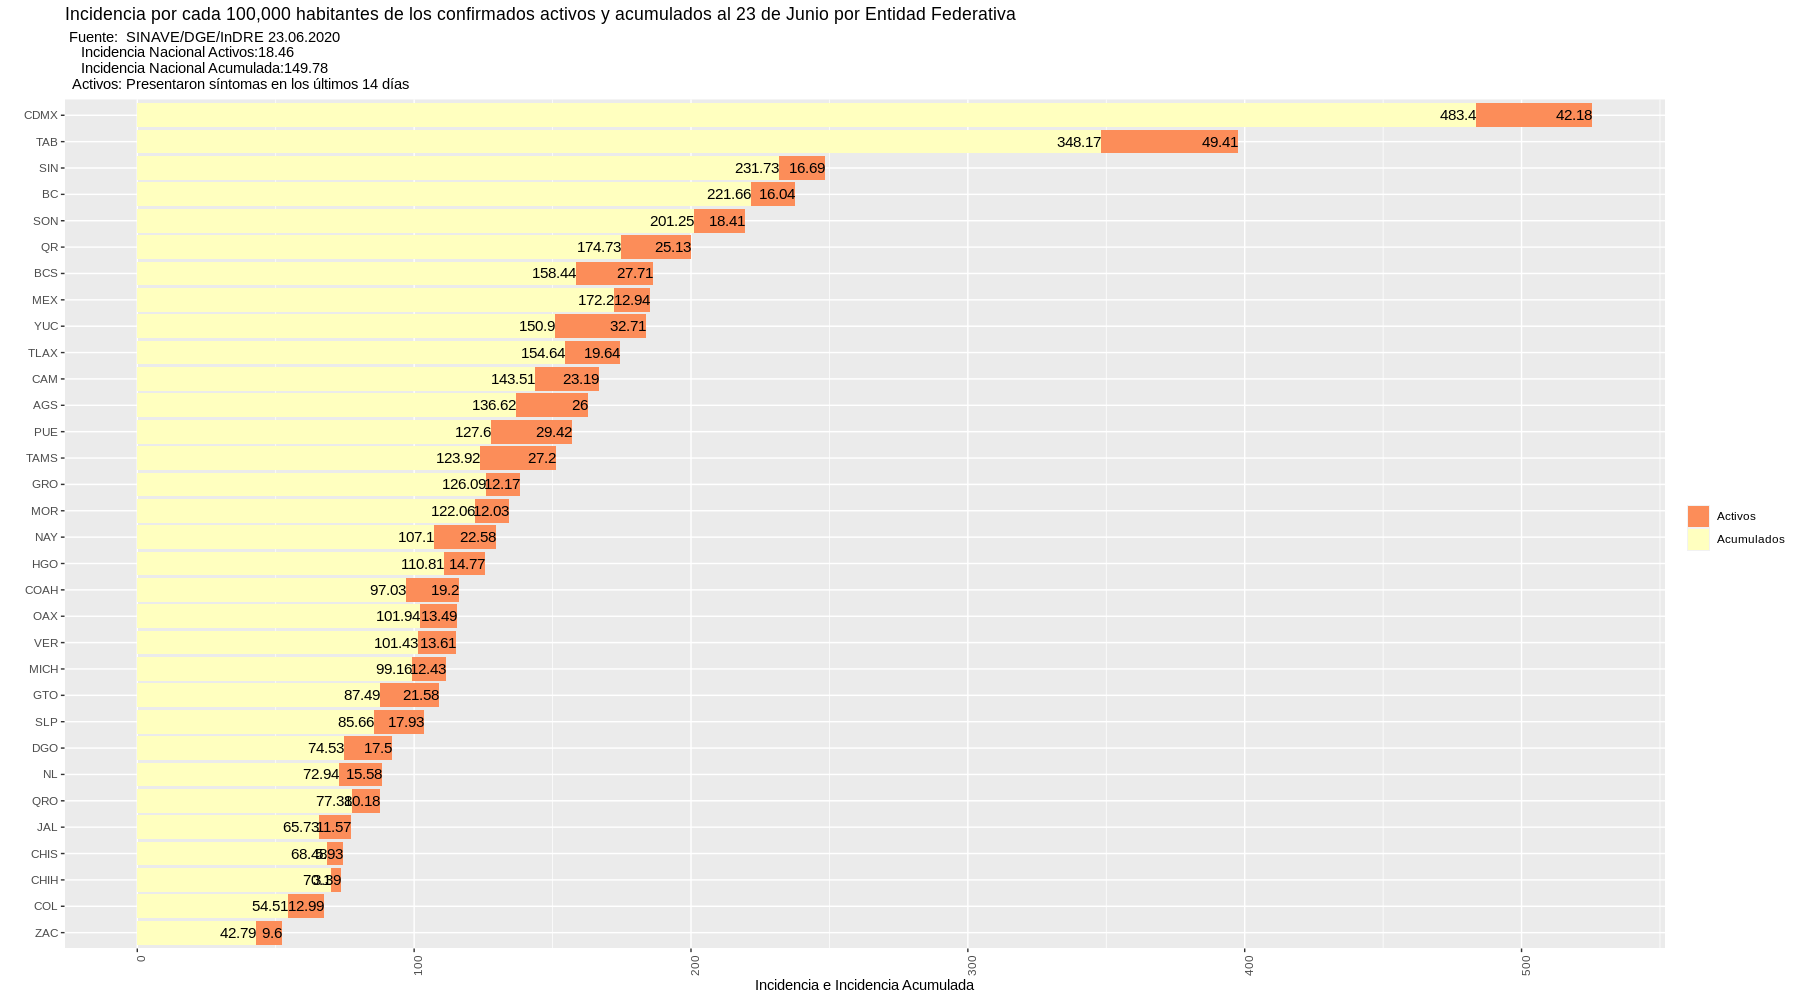 Incidencia por cada 100,000 habitantes de los confirmados activos y acumulados al 23 de Junio por Entidad Federativa
Fuente: SINAVE/DGE/InDRE 23.06.2020
Incidencia Nacional Activos:18.46
Incidencia Nacional Acumulada:149.78
Activos: Presentaron síntomas en los últimos 14 días
CDMX 483.4 42.18
TAB 348.17 49.41
SIN 231.73 16.69
BC 221.66 16.04
SON 201.25 18.41
QR 174.73 25.13
BCS 158.44 27.71
MEX 172.2 12.94
YUC 150.9 32.71
TLAX 154.64 19.64
CAM 143.51 23.19
AGS 136.62 26
PUE 127.6 29.42
TAMS 123.92 27.2
GRO 126.09 12.17
MOR 122.06 12.03
NAY 107.1 22.58
HGO 110.81 14.77
COAH 97.03 19.2
OAX 101.94 13.49
VER 101.43 13.61
MICH 99.16 12.43
GTO 87.49 21.58
SLP 85.66 17.93
DGO 74.53 17.5
NL 72.94 15.58
QRO 10.18
JAL 65.73 11.57
CHIS
CHIH
COL 54.51 12.99
ZAC 42.79 9.6
0 100 200 300 400 500
Incidencia e Incidencia Acumulada
Activos
Acumulados